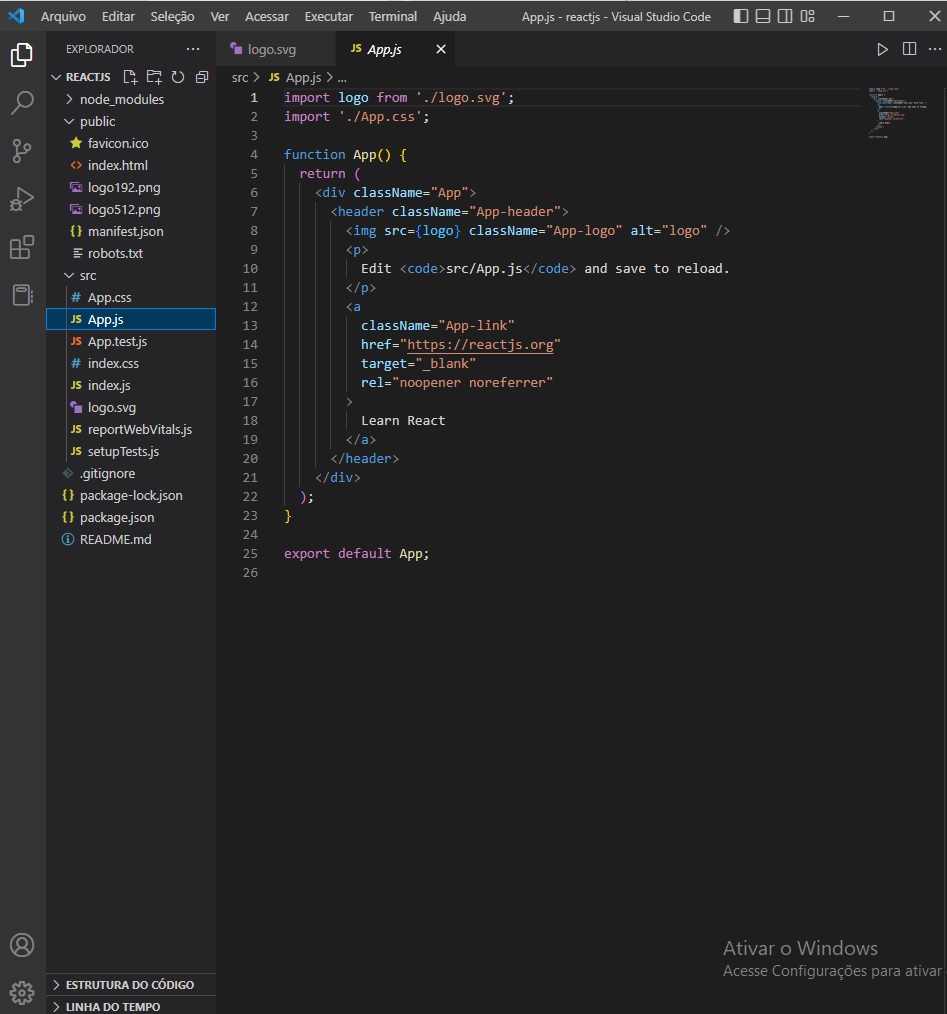 Arquivo Editar Seleção Ver Acessar Executar Terminal Ajuda App.js - reactjs - Visual Studio Code
EXPLORADOR
REACTJS
node_modules
public
favicon.ico
index.html
logo192.png
logo512.png
manifest.json
robots.txt
src
App.css
App.js
App.test.js
index.css
index.js
logo.svg
reportWebVitals.js
setupTests.js
.gitignore
package-lock.json
package.json
README.md
ESTRUTURA DO CÓDIGO
LINHA DO TEMPO
logo.svg JS App.js
src > JS App.js > ...
1 import logo from './logo.svg';
2 import './App.css';
3
4 function App() {
5 return (
6 <div className="App">
7 <header className="App-header">
8 <img src={logo} className="App-logo" alt="logo" />
9 <p>
10 Edit <code>src/App.js</code> and save to reload.
11 </p>
12 <a
13 className="App-link"
14 href="https://reactjs.org"
15 target="_blank"
16 rel="noopener noreferrer"
17 >
18 Learn React
19 </a>
20 </header>
21 </div>
22 );
23 }
24
25 export default App;
26
Ativar o Windows
Acesse Configurações para ativar